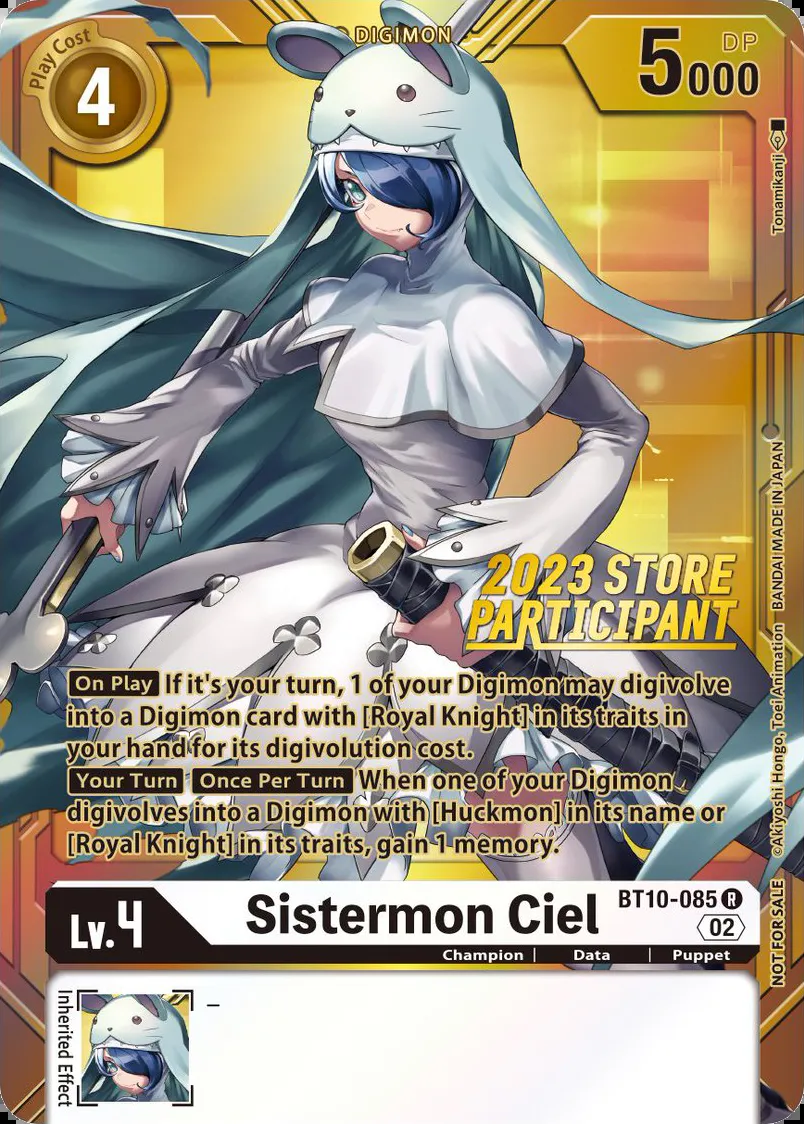 DIGIMON
Play Cost
4
DP
5000
Tonamikanji
2023 STORE
PARTICIPANT
On Play If it's your turn, 1 of your Digimon may digivolve
into a Digimon card with [Royal Knight] in its traits in
your hand for its digivolution cost.
Your Turn Once Per Turn When one of your Digimon
digivolves into a Digimon with [Huckmon] in its name or
[Royal Knight] in its traits, gain 1 memory.
©Akiyoshi Hongo, Toei Animation BANDAI MADE IN JAPAN
NOT FOR SALE
Lv.4
Sistermon Ciel
BT10-085 R
02
Champion | Data | Puppet
Inherited Effect
–